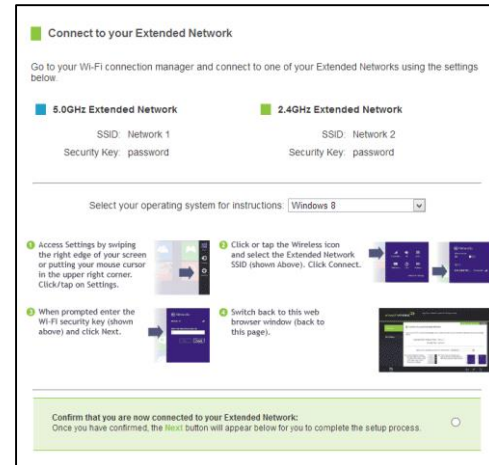 Connect to your Extended Network
Go to your Wi-Fi connection manager and connect to one of your Extended Networks using the settings
below.
5.0GHz Extended Network
SSID: Network 1
Security Key: password
2.4GHz Extended Network
SSID: Network 2
Security Key: password
Select your operating system for instructions: Windows 8
1 Access Settings by swiping
the right edge of your screen
or putting your mouse cursor
in the upper right corner.
Click/tap on Settings.
2 Click or tap the Wireless icon
and select the Extended Network
SSID (shown Above). Click Connect.
3 When prompted enter the
Wi-Fi security key (shown
above) and click Next.
4 Switch back to this web
browser window (back to
this page).
Confirm that you are now connected to your Extended Network:
Once you have confirmed, the Next button will appear below for you to complete the setup process.